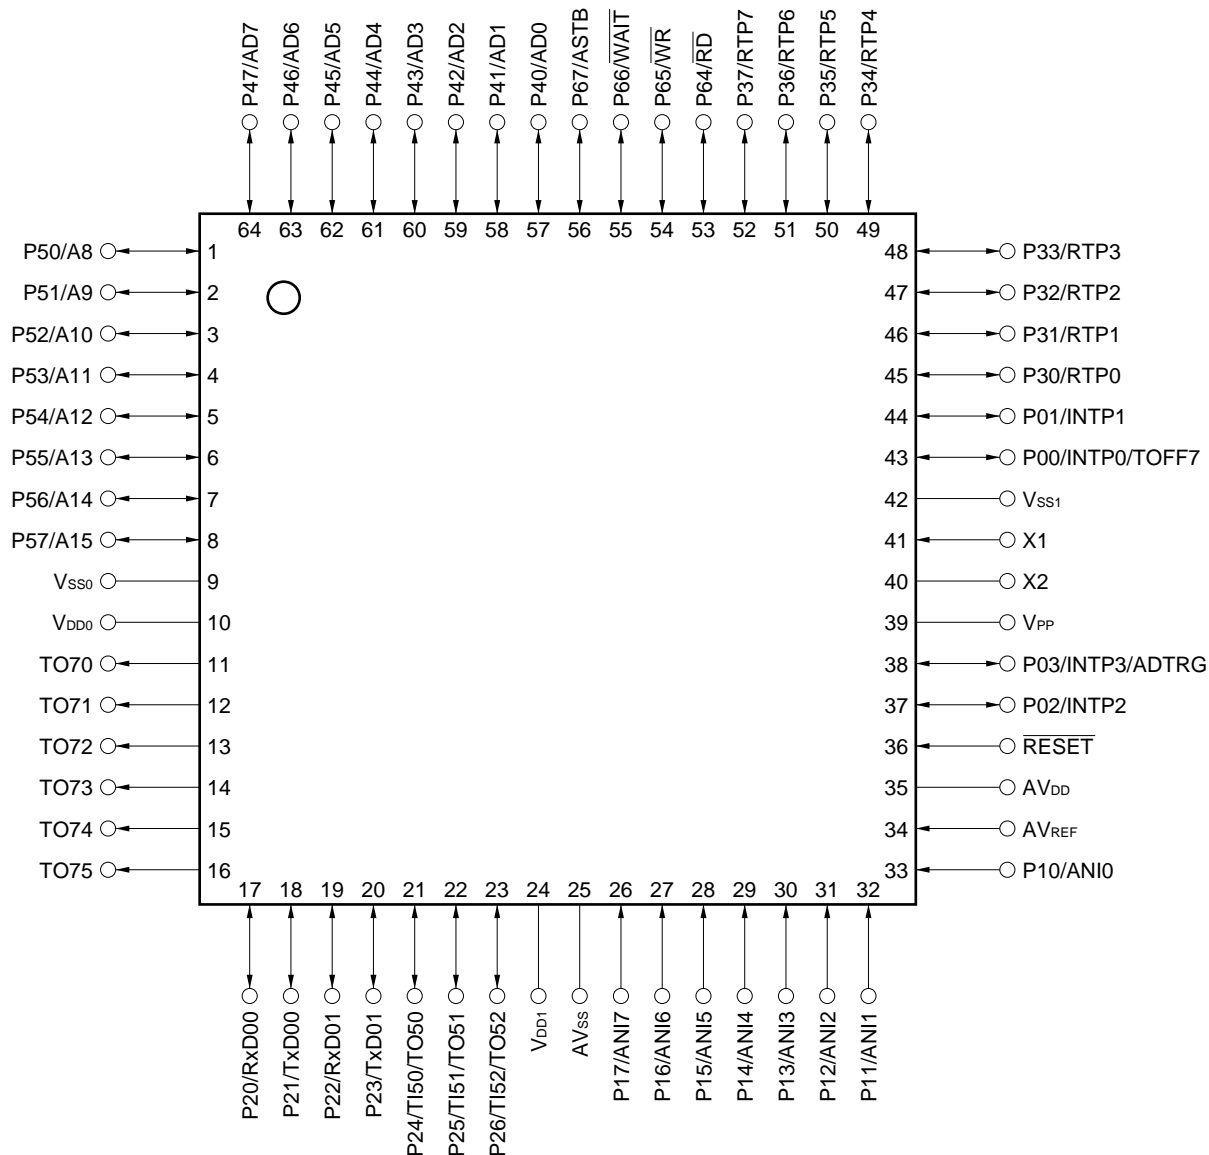 P47/AD7
P46/AD6
P45/AD5
P44/AD4
P43/AD3
P42/AD2
P41/AD1
P40/AD0
P67/ASTB
P66/WAIT
P65/WR
P64/RD
P37/RTP7
P36/RTP6
P35/RTP5
P34/RTP4
64 63 62 61 60 59 58 57 56 55 54 53 52 51 50 49
P50/A8 1 48 P33/RTP3
P51/A9 2 47 P32/RTP2
P52/A10 3 46 P31/RTP1
P53/A11 4 45 P30/RTP0
P54/A12 5 44 P01/INTP1
P55/A13 6 43 P00/INTP0/TOFF7
P56/A14 7 42 VSS1
P57/A15 8 41 X1
VSS0 9 40 X2
VDD0 10 39 VPP
TO70 11 38 P03/INTP3/ADTRG
TO71 12 37 P02/INTP2
TO72 13 36 RESET
TO73 14 35 AVDD
TO74 15 34 AVREF
TO75 16 33 P10/ANI0
17 18 19 20 21 22 23 24 25 26 27 28 29 30 31 32
P20/RxD00
P21/TxD00
P22/RxD01
P23/TxD01
P24/TI50/TO50
P25/TI51/TO51
P26/TI52/TO52
VDD1
AVSS
P17/ANI7
P16/ANI6
P15/ANI5
P14/ANI4
P13/ANI3
P12/ANI2
P11/ANI1